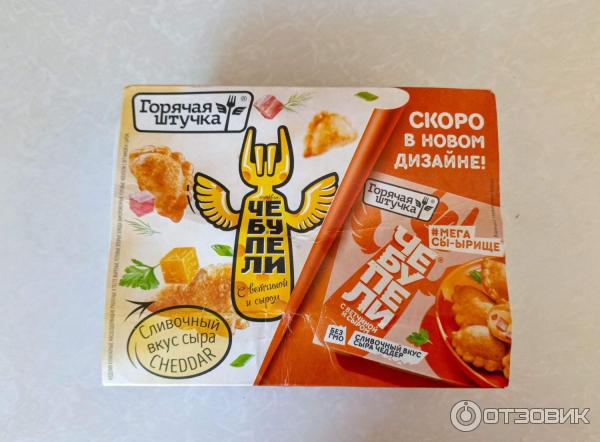 Горячая
штучка
®
ЧЕ
БУ
ПЕ
ЛИ
С ветчиной
и сыром
Сливочный
вкус сыра
CHEDDAR
СКОРО
В НОВОМ
ДИЗАЙНЕ!
Горячая
штучка
®
#МЕГА
СЫ-ЫРИЩЕ
ЧЕ
БУ
ПЕ
ЛИ
®
С ВЕТЧИНОЙ
И СЫРОМ
БЕЗ
ГМО
СЛИВОЧНЫЙ ВКУС
СЫРА ЧЕДДЕР
ОТЗОВИК